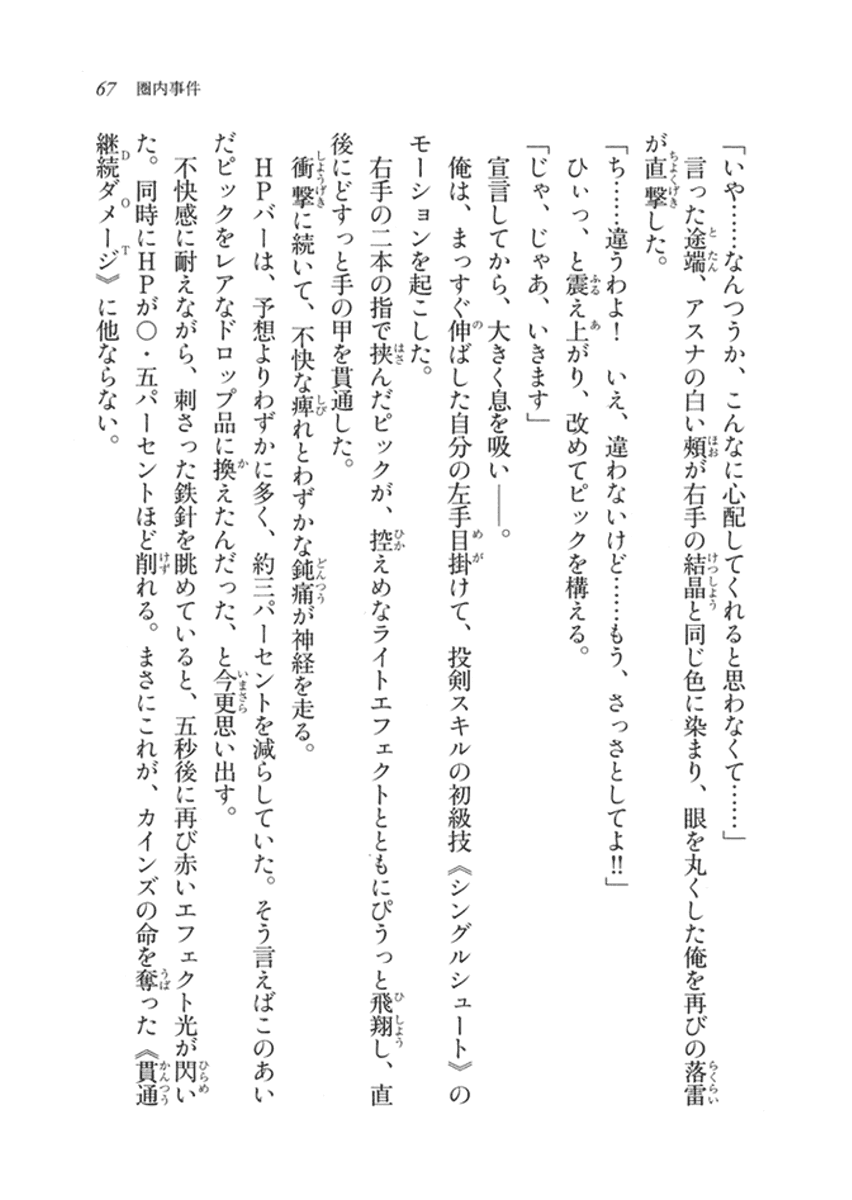 67 圏内事件
「いや……なんつうか、こんなに心配してくれると思わなくて……」
言った途端、アスナの白い頬が右手の結晶と同じ色に染まり、眼を丸くした俺を再びの落雷
が直撃した。
「ち……違うわよ！　いえ、違わないけど……もう、さっさとしてよ!!」
ひぃっ、と震え上がり、改めてピックを構える。
「じゃ、じゃあ、いきます」
宣言してから、大きく息を吸い――。
俺は、まっすぐ伸ばした自分の左手目掛けて、投剣スキルの初級技《シングルシュート》の
モーションを起こした。
右手の二本の指で挟んだピックが、控えめなライトエフェクトとともにぴうっと飛翔し、直
後にどすっと手の甲を貫通した。
衝撃に続いて、不快な痺れとわずかな鈍痛が神経を走る。
HPバーは、予想よりわずかに多く、約三パーセントを減らしていた。そう言えばこのあい
だピックをレアなドロップ品に換えたんだった、と今更思い出す。
不快感に耐えながら、刺さった鉄針を眺めていると、五秒後に再び赤いエフェクト光が閃い
た。同時にHPが〇・五パーセントほど削れる。まさにこれが、カインズの命を奪った《貫通
継続ダメージ》に他ならない。